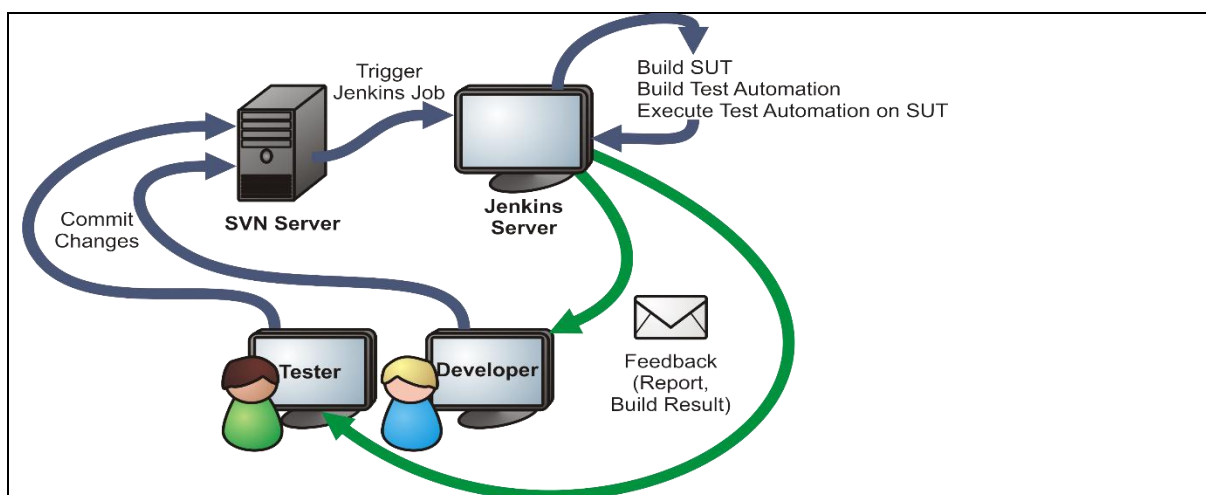 Trigger
Jenkins Job
Build SUT
Build Test Automation
Execute Test Automation on SUT
SVN Server
Jenkins
Server
Commit
Changes
Tester
Developer
Feedback
(Report,
Build Result)